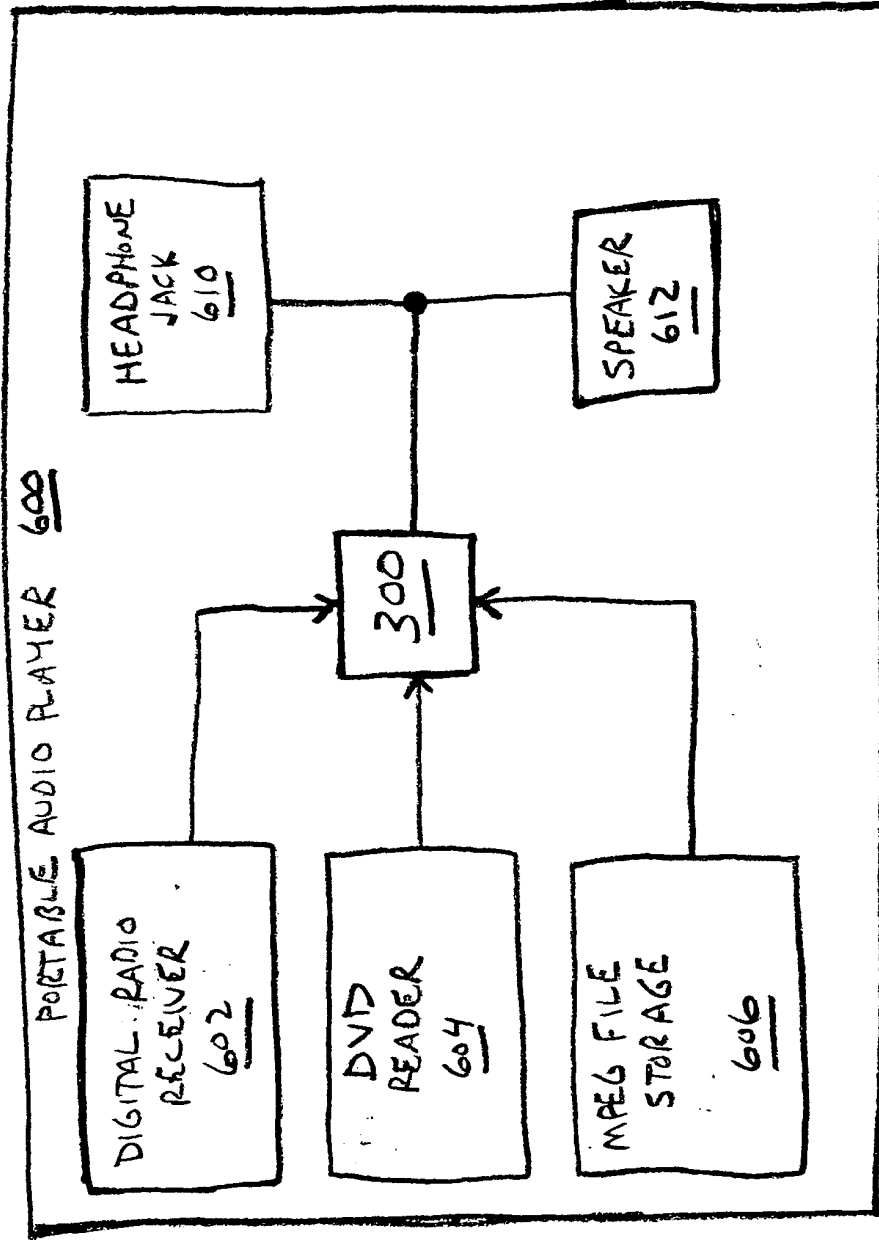 PORTABLE AUDIO PLAYER 600
DIGITAL RADIO
RECEIVER
602
DVD
READER
604
MPEG FILE
STORAGE
606
300
HEADPHONE
JACK
610
SPEAKER
612